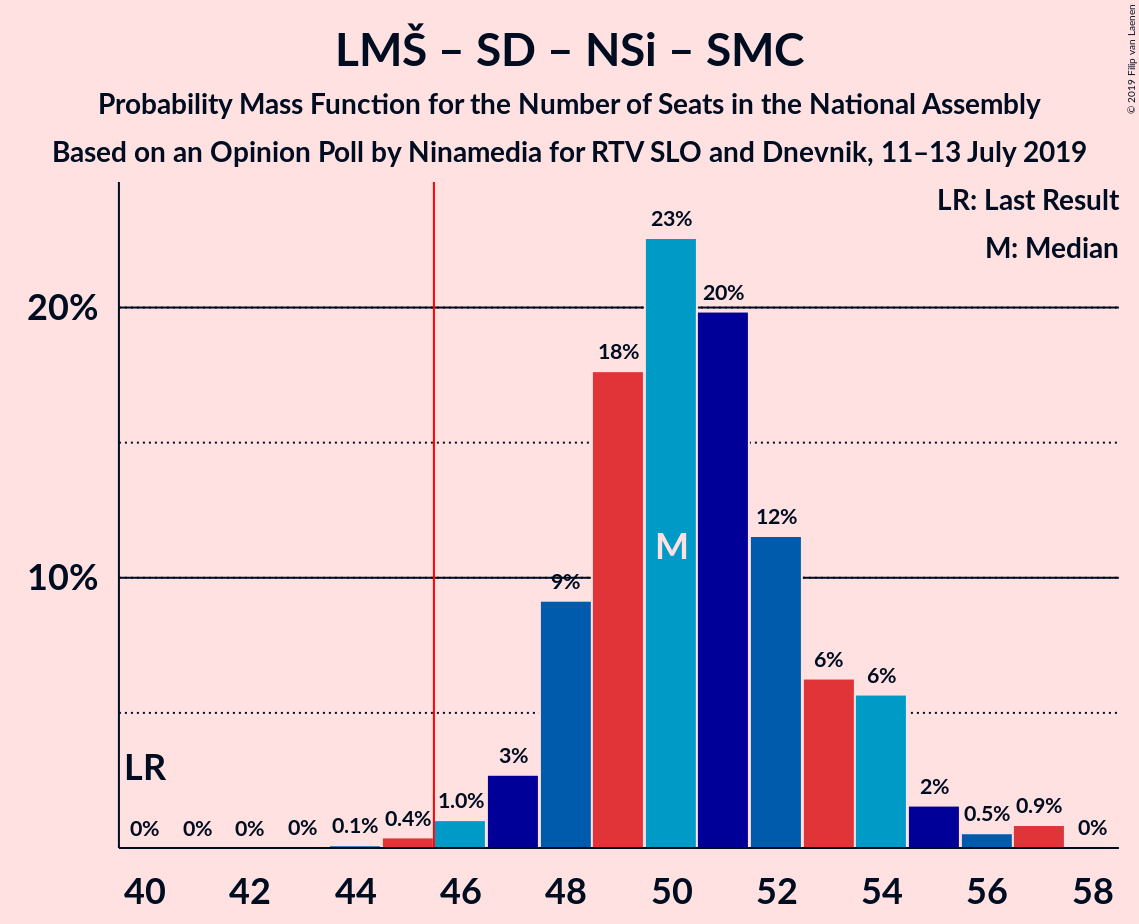 LMŠ – SD – NSi – SMC
Probability Mass Function for the Number of Seats in the National Assembly
Based on an Opinion Poll by Ninamedia for RTV SLO and Dnevnik, 11–13 July 2019
© 2019 Filip van Laenen
LR: Last Result
M: Median
20%
10%
LR
M
0%
0%
0%
0%
0.1%
0.4%
1.0%
3%
9%
18%
23%
20%
12%
6%
6%
2%
0.5%
0.9%
0%
40 42 44 46 48 50 52 54 56 58